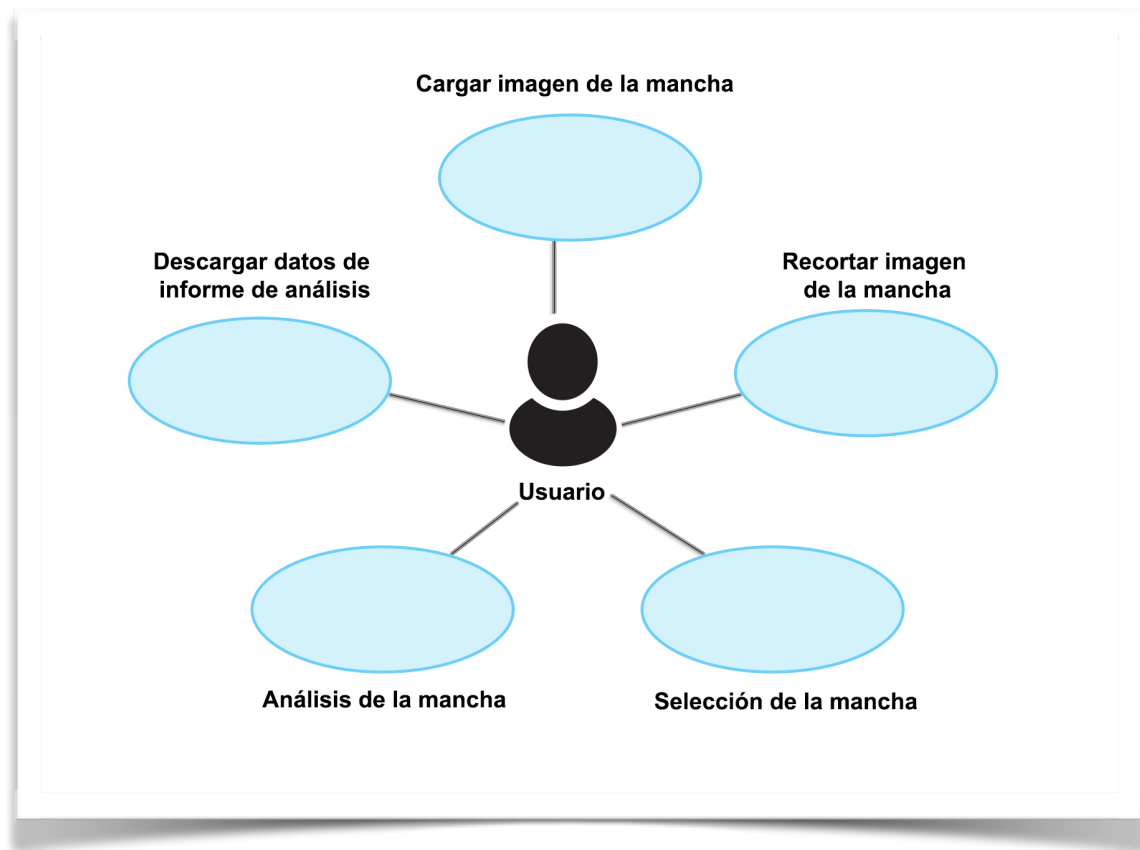 Cargar imagen de la mancha
Descargar datos de
informe de análisis
Recortar imagen
de la mancha
Usuario
Análisis de la mancha
Selección de la mancha